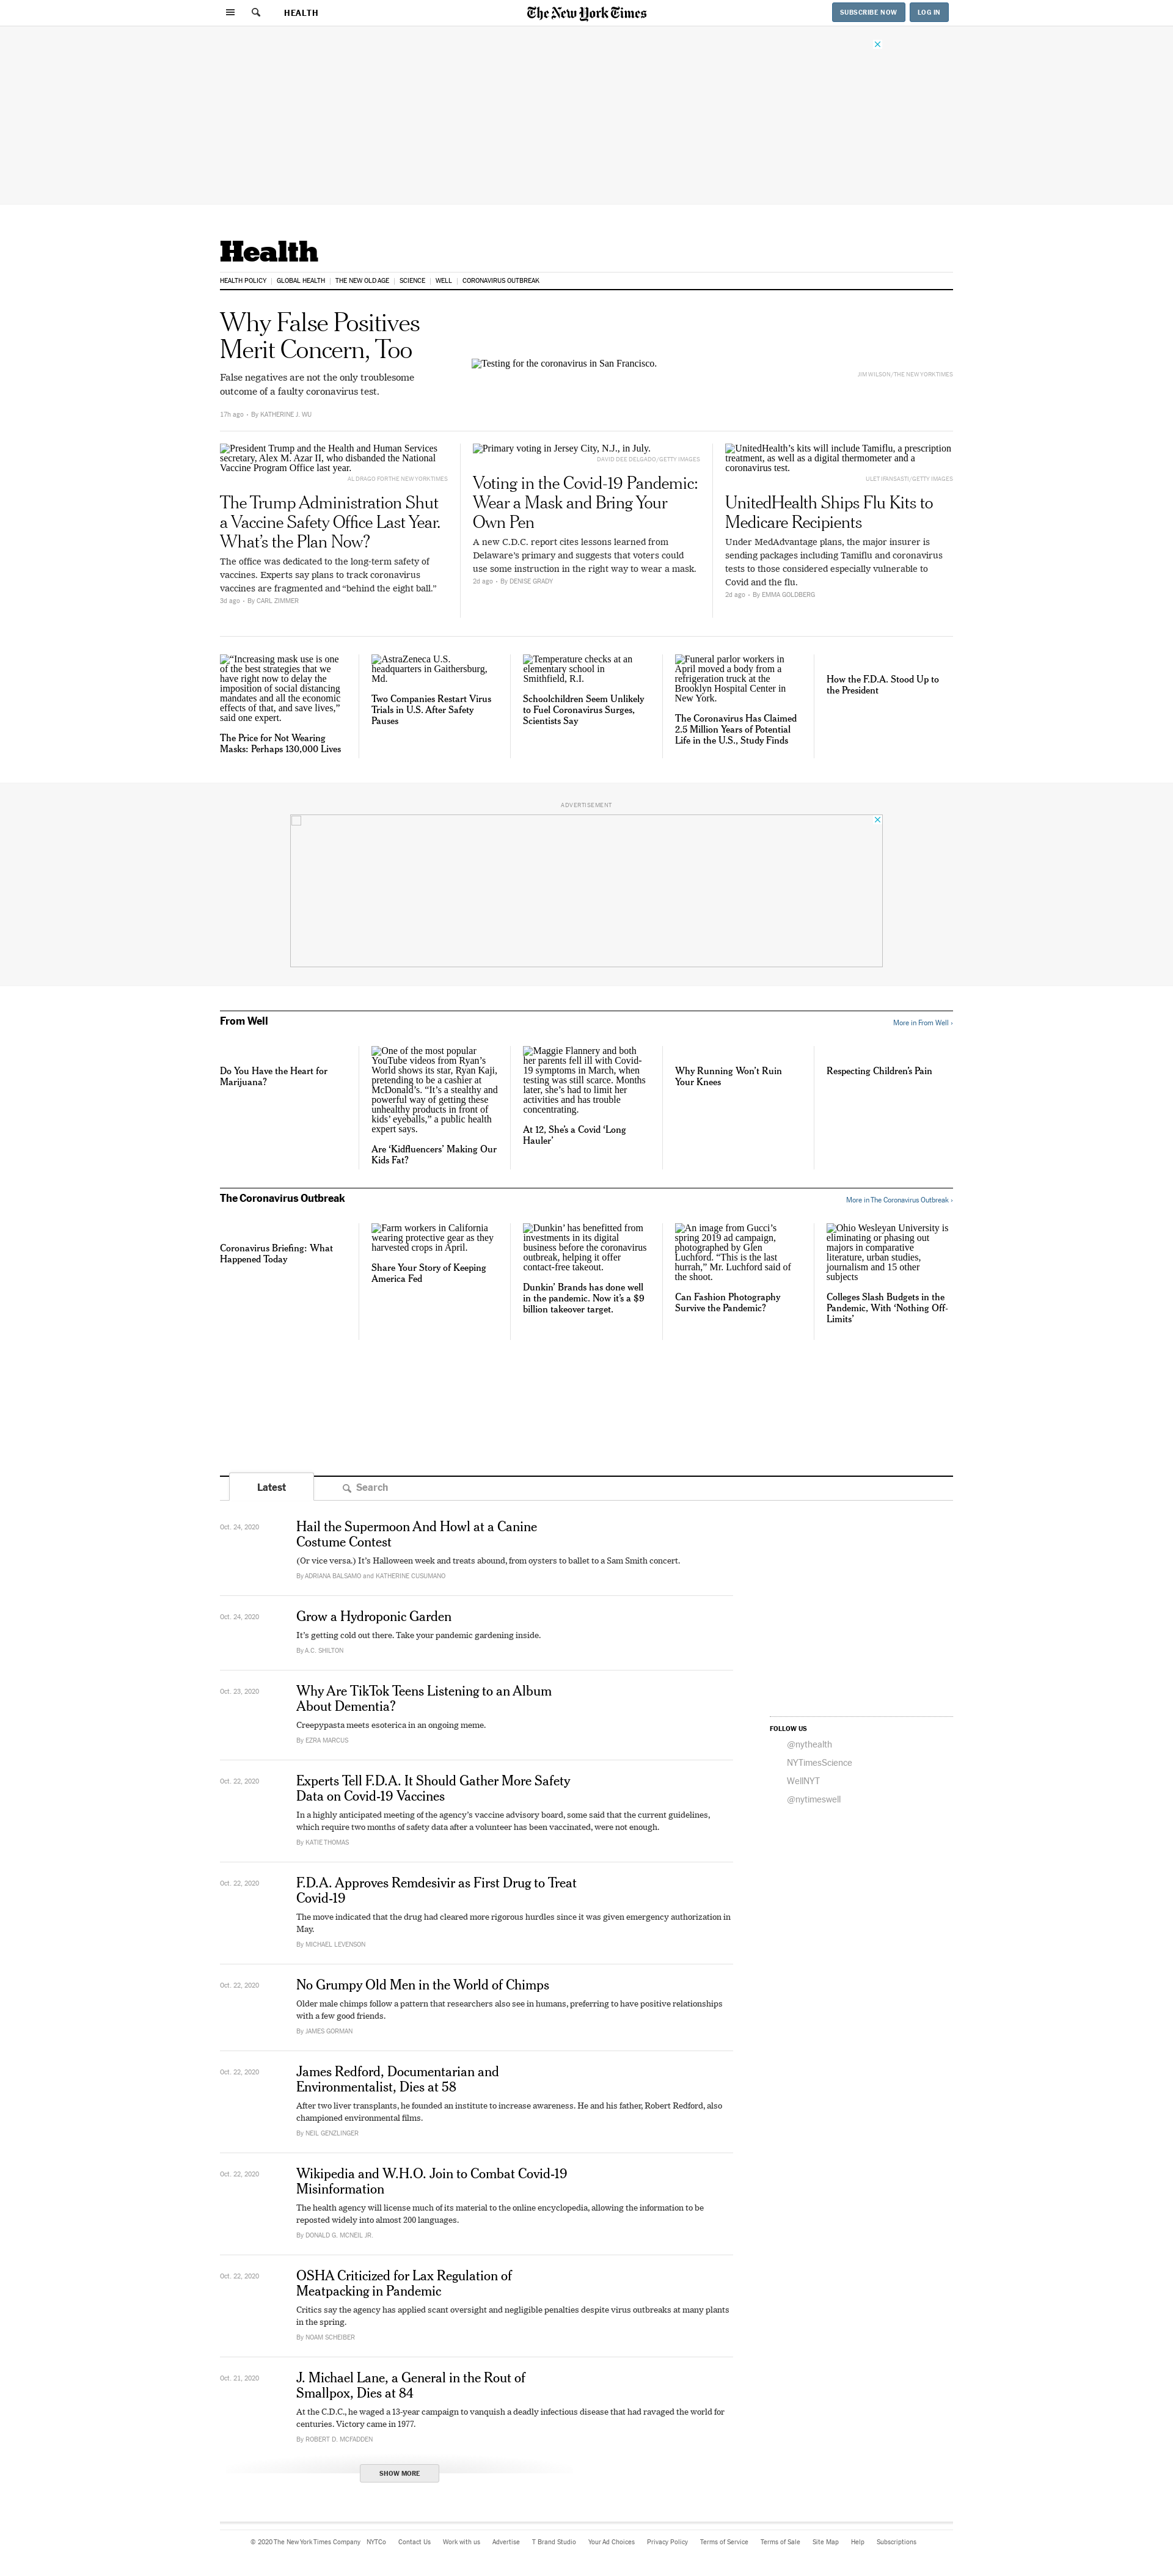 HEALTH
The New York Times
SUBSCRIBE NOW
LOG IN
Health
HEALTH POLICY
GLOBAL HEALTH
THE NEW OLD AGE
SCIENCE
WELL
CORONAVIRUS OUTBREAK
Why False Positives
Merit Concern, Too
False negatives are not the only troublesome
outcome of a faulty coronavirus test.
17h ago • By KATHERINE J. WU
Testing for the coronavirus in San Francisco.
JIM WILSON/THE NEW YORK TIMES
President Trump and the Health and Human Services
secretary, Alex M. Azar II, who disbanded the National
Vaccine Program Office last year.
AL DRAGO FOR THE NEW YORK TIMES
The Trump Administration Shut
a Vaccine Safety Office Last Year.
What’s the Plan Now?
The office was dedicated to the long-term safety of
vaccines. Experts say plans to track coronavirus
vaccines are fragmented and “behind the eight ball.”
3d ago • By CARL ZIMMER
Primary voting in Jersey City, N.J., in July.
DAVID DEE DELGADO/GETTY IMAGES
Voting in the Covid-19 Pandemic:
Wear a Mask and Bring Your
Own Pen
A new C.D.C. report cites lessons learned from
Delaware’s primary and suggests that voters could
use some instruction in the right way to wear a mask.
2d ago • By DENISE GRADY
UnitedHealth’s kits will include Tamiflu, a prescription
treatment, as well as a digital thermometer and a
coronavirus test.
ULET IFANSASTI/GETTY IMAGES
UnitedHealth Ships Flu Kits to
Medicare Recipients
Under MedAdvantage plans, the major insurer is
sending packages including Tamiflu and coronavirus
tests to those considered especially vulnerable to
Covid and the flu.
2d ago • By EMMA GOLDBERG
“Increasing mask use is one
of the best strategies that we
have right now to delay the
imposition of social distancing
mandates and all the economic
effects of that, and save lives,”
said one expert.
The Price for Not Wearing
Masks: Perhaps 130,000 Lives
AstraZeneca U.S.
headquarters in Gaithersburg,
Md.
Two Companies Restart Virus
Trials in U.S. After Safety
Pauses
Temperature checks at an
elementary school in
Smithfield, R.I.
Schoolchildren Seem Unlikely
to Fuel Coronavirus Surges,
Scientists Say
Funeral parlor workers in
April moved a body from a
refrigeration truck at the
Brooklyn Hospital Center in
New York.
The Coronavirus Has Claimed
2.5 Million Years of Potential
Life in the U.S., Study Finds
How the F.D.A. Stood Up to
the President
ADVERTISEMENT
From Well
More in From Well ›
Do You Have the Heart for
Marijuana?
One of the most popular
YouTube videos from Ryan’s
World shows its star, Ryan Kaji,
pretending to be a cashier at
McDonald’s. “It’s a stealthy and
powerful way of getting these
unhealthy products in front of
kids’ eyeballs,” a public health
expert says.
Are ‘Kidfluencers’ Making Our
Kids Fat?
Maggie Flannery and both
her parents fell ill with Covid-
19 symptoms in March, when
testing was still scarce. Months
later, she’s had to limit her
activities and has trouble
concentrating.
At 12, She’s a Covid ‘Long
Hauler’
Why Running Won’t Ruin
Your Knees
Respecting Children’s Pain
The Coronavirus Outbreak
More in The Coronavirus Outbreak ›
Coronavirus Briefing: What
Happened Today
Farm workers in California
wearing protective gear as they
harvested crops in April.
Share Your Story of Keeping
America Fed
Dunkin’ has benefitted from
investments in its digital
business before the coronavirus
outbreak, helping it offer
contact-free takeout.
Dunkin’ Brands has done well
in the pandemic. Now it’s a $9
billion takeover target.
An image from Gucci’s
spring 2019 ad campaign,
photographed by Glen
Luchford. “This is the last
hurrah,” Mr. Luchford said of
the shoot.
Can Fashion Photography
Survive the Pandemic?
Ohio Wesleyan University is
eliminating or phasing out
majors in comparative
literature, urban studies,
journalism and 15 other
subjects
Colleges Slash Budgets in the
Pandemic, With ‘Nothing Off-
Limits’
Latest
Search
Oct. 24, 2020
Hail the Supermoon And Howl at a Canine
Costume Contest
(Or vice versa.) It’s Halloween week and treats abound, from oysters to ballet to a Sam Smith concert.
By ADRIANA BALSAMO and KATHERINE CUSUMANO
Oct. 24, 2020
Grow a Hydroponic Garden
It’s getting cold out there. Take your pandemic gardening inside.
By A.C. SHILTON
Oct. 23, 2020
Why Are TikTok Teens Listening to an Album
About Dementia?
Creepypasta meets esoterica in an ongoing meme.
By EZRA MARCUS
Oct. 22, 2020
Experts Tell F.D.A. It Should Gather More Safety
Data on Covid-19 Vaccines
In a highly anticipated meeting of the agency’s vaccine advisory board, some said that the current guidelines,
which require two months of safety data after a volunteer has been vaccinated, were not enough.
By KATIE THOMAS
Oct. 22, 2020
F.D.A. Approves Remdesivir as First Drug to Treat
Covid-19
The move indicated that the drug had cleared more rigorous hurdles since it was given emergency authorization in
May.
By MICHAEL LEVENSON
Oct. 22, 2020
No Grumpy Old Men in the World of Chimps
Older male chimps follow a pattern that researchers also see in humans, preferring to have positive relationships
with a few good friends.
By JAMES GORMAN
Oct. 22, 2020
James Redford, Documentarian and
Environmentalist, Dies at 58
After two liver transplants, he founded an institute to increase awareness. He and his father, Robert Redford, also
championed environmental films.
By NEIL GENZLINGER
Oct. 22, 2020
Wikipedia and W.H.O. Join to Combat Covid-19
Misinformation
The health agency will license much of its material to the online encyclopedia, allowing the information to be
reposted widely into almost 200 languages.
By DONALD G. MCNEIL JR.
Oct. 22, 2020
OSHA Criticized for Lax Regulation of
Meatpacking in Pandemic
Critics say the agency has applied scant oversight and negligible penalties despite virus outbreaks at many plants
in the spring.
By NOAM SCHEIBER
Oct. 21, 2020
J. Michael Lane, a General in the Rout of
Smallpox, Dies at 84
At the C.D.C., he waged a 13-year campaign to vanquish a deadly infectious disease that had ravaged the world for
centuries. Victory came in 1977.
By ROBERT D. MCFADDEN
SHOW MORE
FOLLOW US
@nythealth
NYTimesScience
WellNYT
@nytimeswell
© 2020 The New York Times Company
NYTCo
Contact Us
Work with us
Advertise
T Brand Studio
Your Ad Choices
Privacy Policy
Terms of Service
Terms of Sale
Site Map
Help
Subscriptions